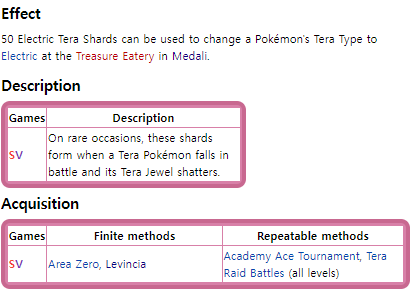 Effect
50 Electric Tera Shards can be used to change a Pokémon's Tera Type to
Electric at the Treasure Eatery in Medali.
Description
Games Description
SV
On rare occasions, these shards
form when a Tera Pokémon falls in
battle and its Tera Jewel shatters.
Acquisition
Games Finite methods Repeatable methods
SV
Area Zero, Levincia
Academy Ace Tournament, Tera
Raid Battles (all levels)